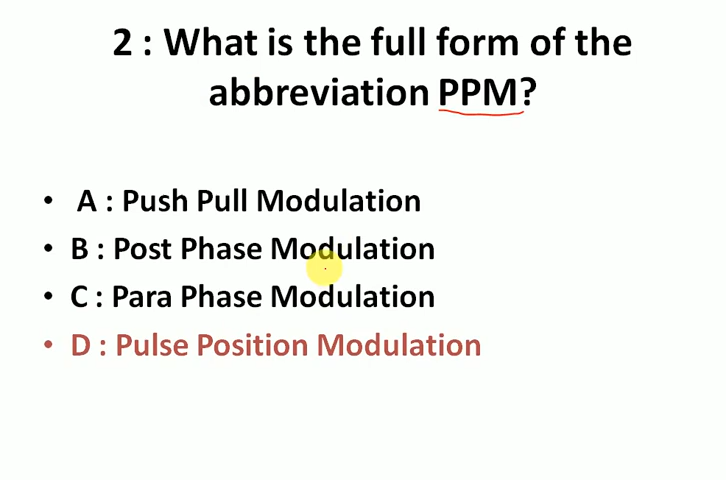 2 : What is the full form of the
abbreviation PPM?
• A : Push Pull Modulation
• B : Post Phase Modulation
• C : Para Phase Modulation
• D : Pulse Position Modulation